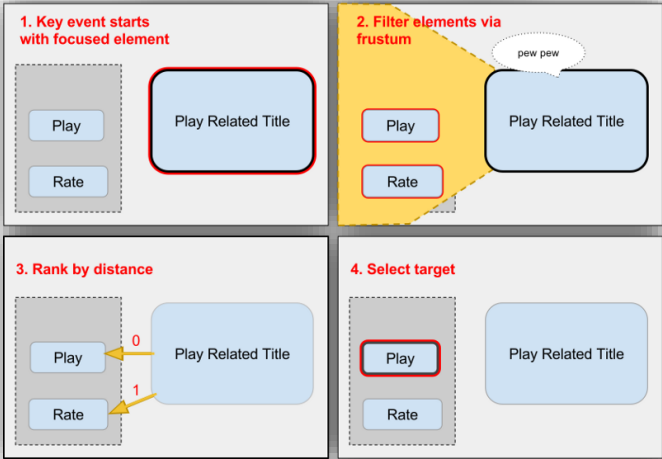 1. Key event starts
with focused element
Play Related Title
Play
Rate
2. Filter elements via
frustum
pew pew
Play Related Title
Play
Rate
3. Rank by distance
0
Play Related Title
Play
1
Rate
4. Select target
Play Related Title
Play
Rate